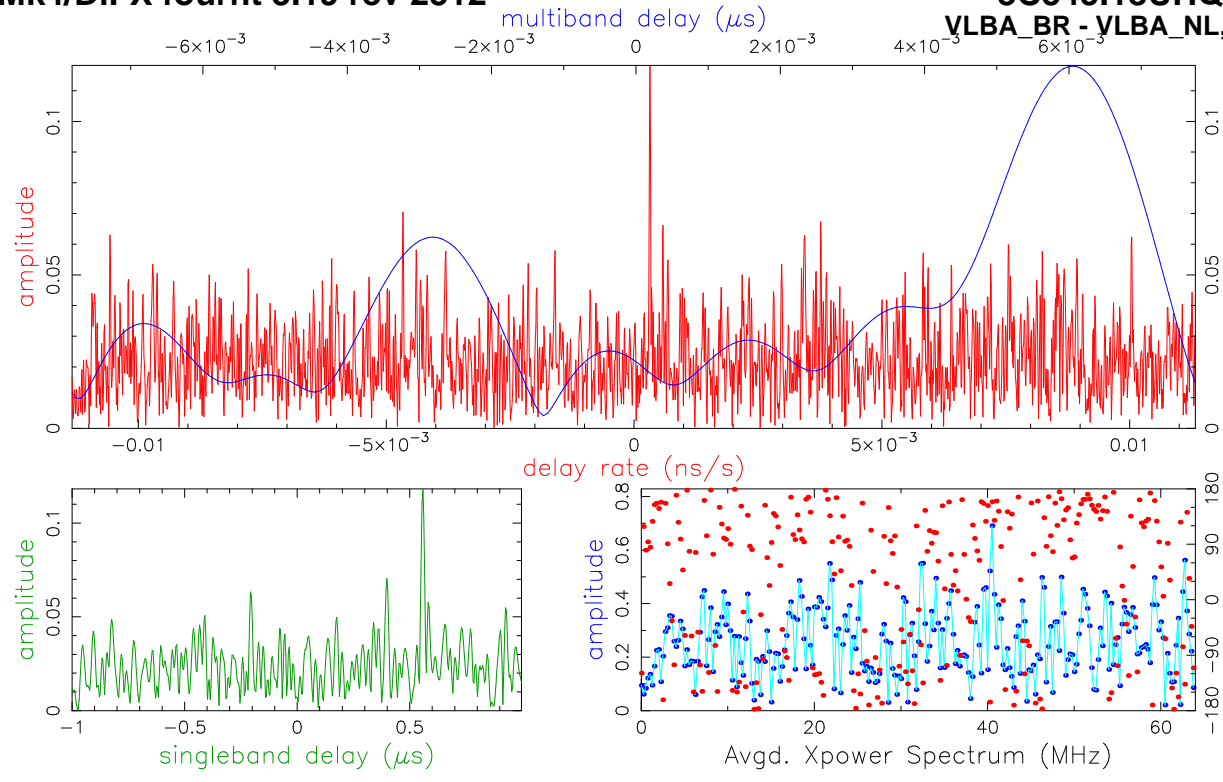 multiband delay (μs)
VLBA_BR - VLBA_NL,
−6×10⁻³ −4×10⁻³ −2×10⁻³ 0 2×10⁻³ 4×10⁻³ 6×10⁻³
amplitude
0 0.05 0.1
0 0.05 0.1
−0.01 −5×10⁻³ 0 5×10⁻³ 0.01
delay rate (ns/s)
amplitude
0 0.05 0.1
−1 −0.5 0 0.5
singleband delay (μs)
amplitude
0 0.2 0.4 0.6 0.8
−180 −90 0 90 180
0 20 40 60
Avgd. Xpower Spectrum (MHz)